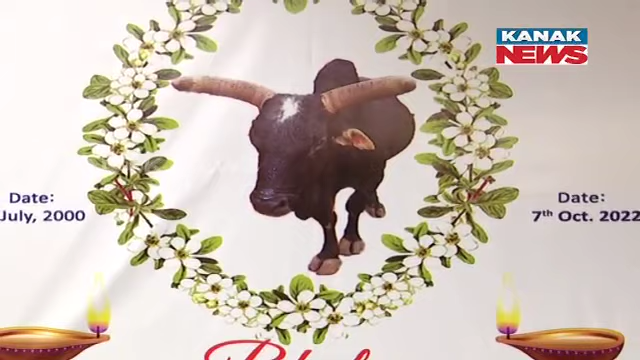 KANAK
NEWS
Date:
July, 2000
Date:
7th Oct. 2022